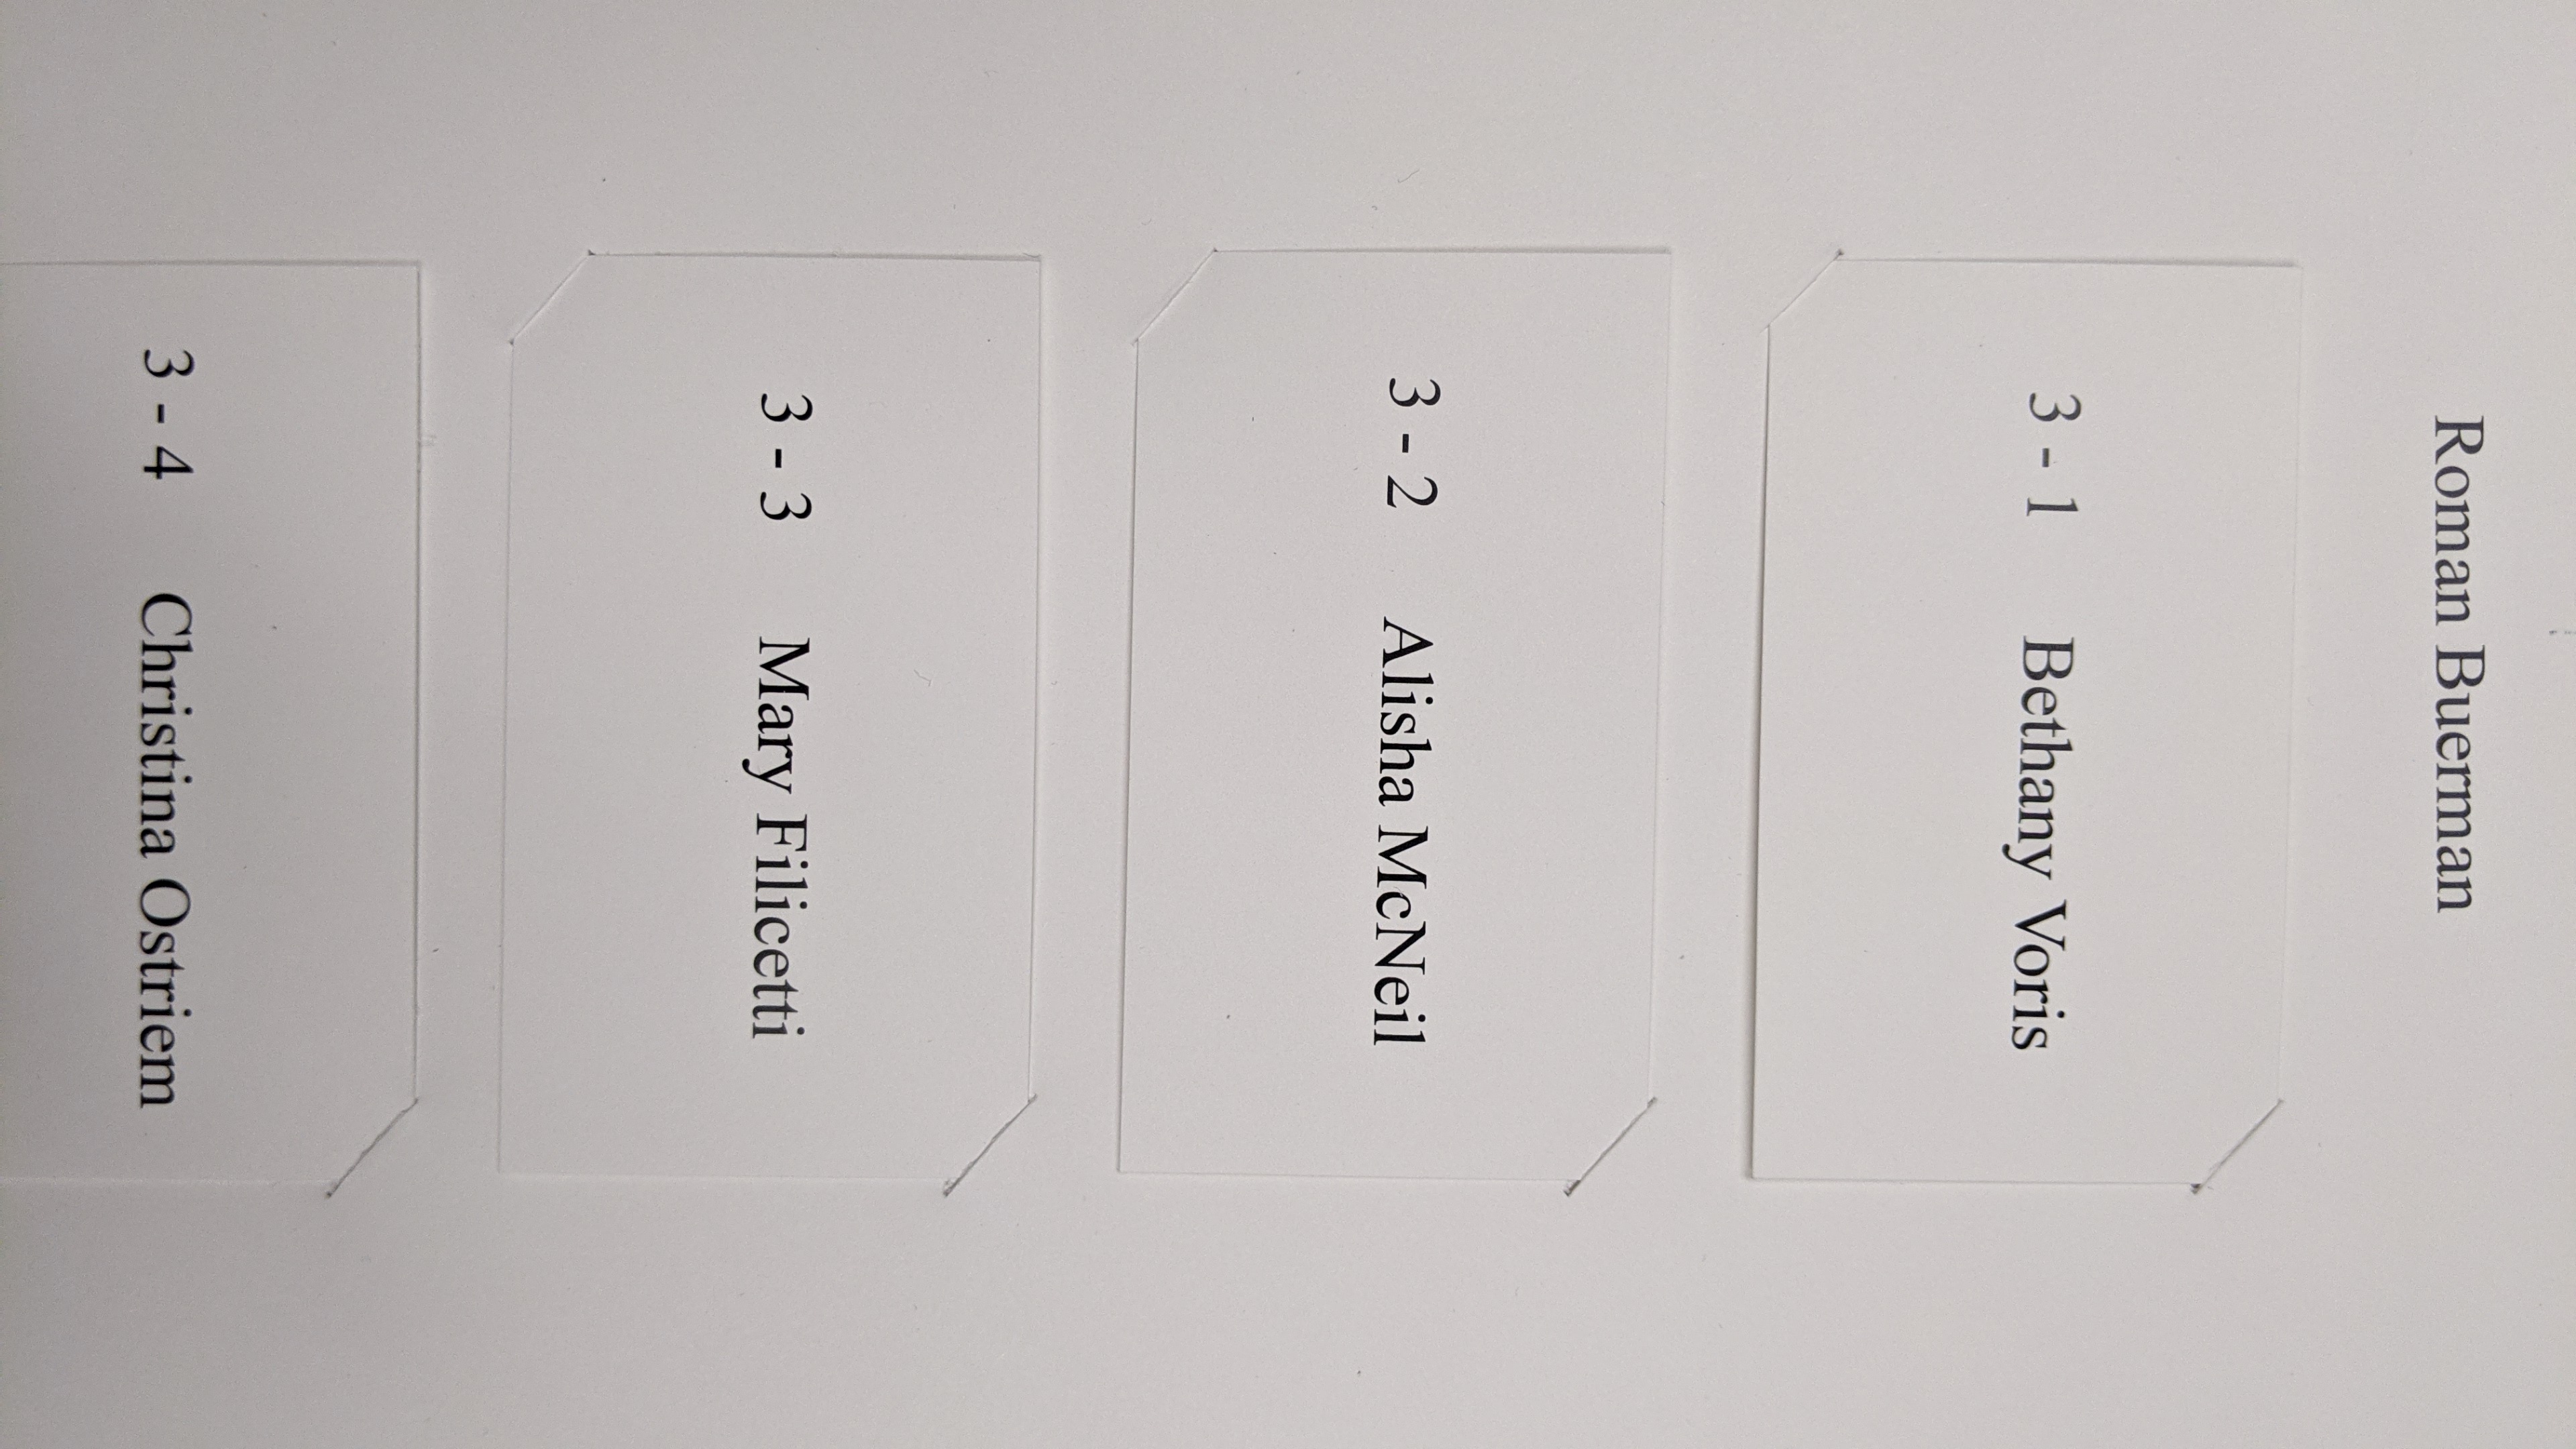 Roman Buerman
3 - 1 Bethany Voris
3 - 2 Alisha McNeil
3 - 3 Mary Filicetti
3 - 4 Christina Ostriem